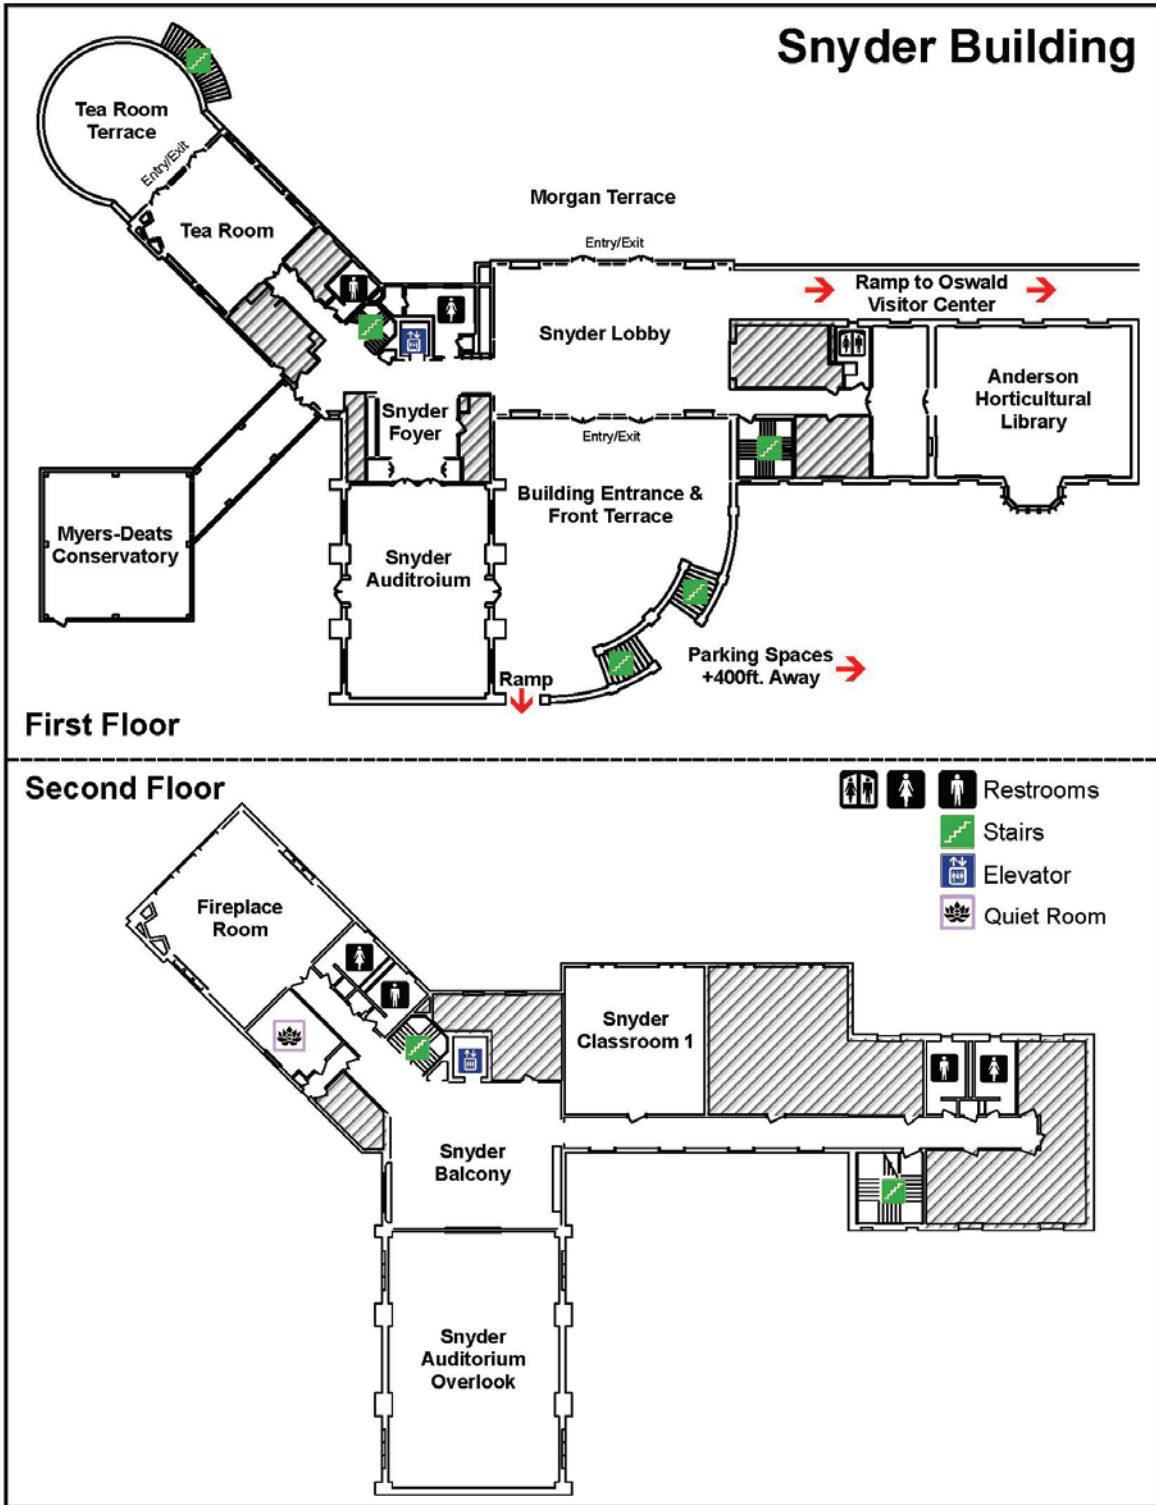 Snyder Building
Tea Room
Terrace
Entry/Exit
Tea Room
Morgan Terrace
Entry/Exit
Ramp to Oswald
Visitor Center
Snyder Lobby
Anderson
Horticultural
Library
Snyder
Foyer
Entry/Exit
Building Entrance &
Front Terrace
Myers-Deats
Conservatory
Snyder
Auditroium
Parking Spaces
+400ft. Away
Ramp
First Floor
Second Floor
Restrooms
Stairs
Elevator
Quiet Room
Fireplace
Room
Snyder
Classroom 1
Snyder
Balcony
Snyder
Auditorium
Overlook